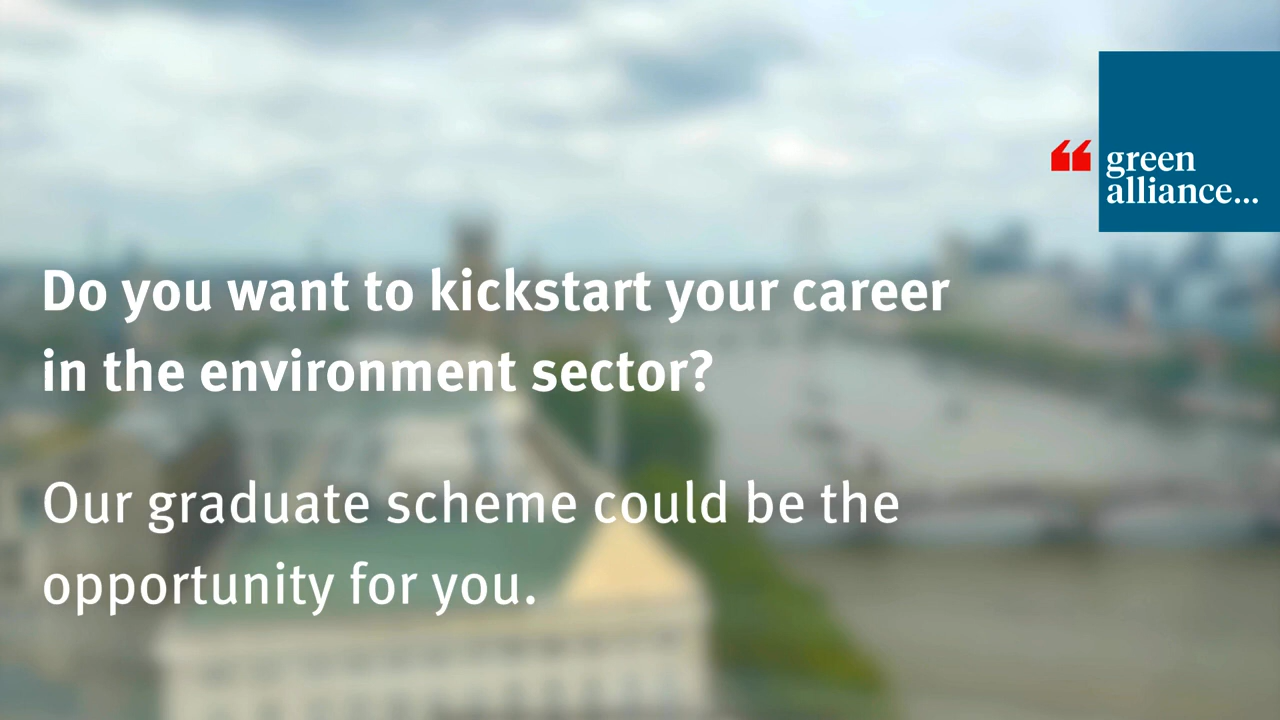 ❝ green
alliance...
Do you want to kickstart your career
in the environment sector?
Our graduate scheme could be the
opportunity for you.